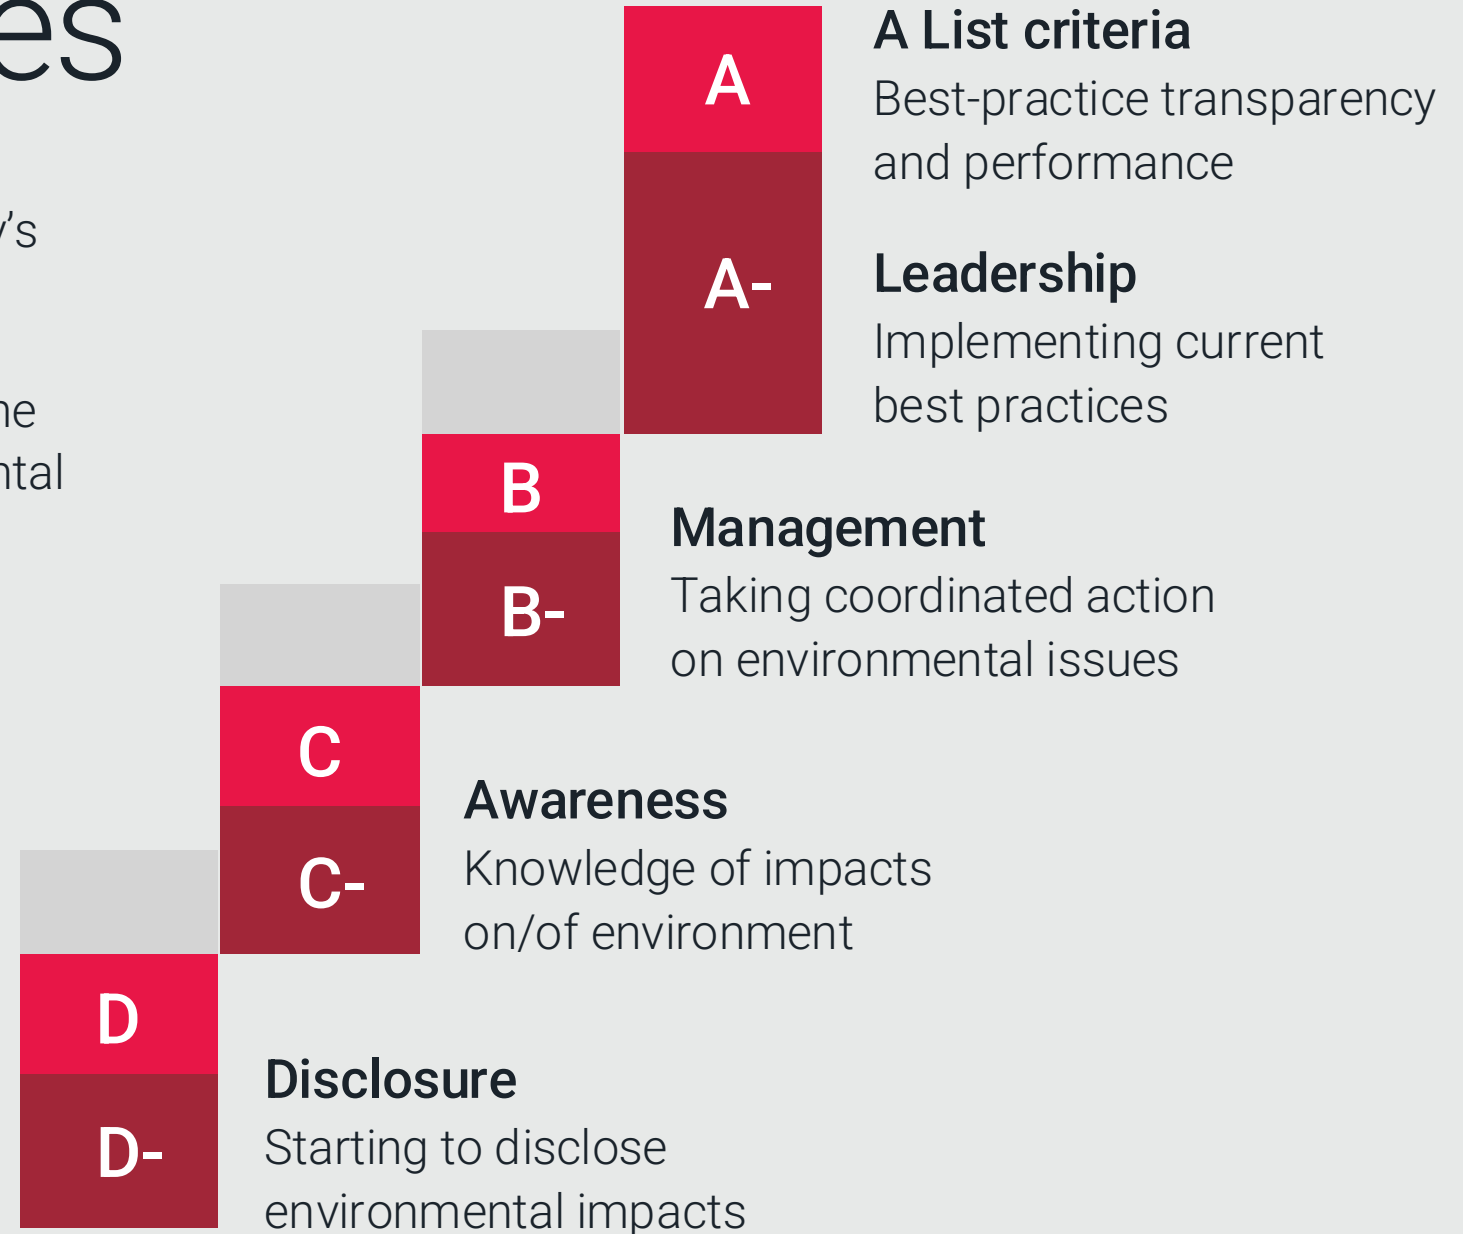 es
y's
ne
ntal
A
A List criteria
Best-practice transparency
and performance
A-
Leadership
Implementing current
best practices
B
B-
Management
Taking coordinated action
on environmental issues
C
C-
Awareness
Knowledge of impacts
on/of environment
D
D-
Disclosure
Starting to disclose
environmental impacts